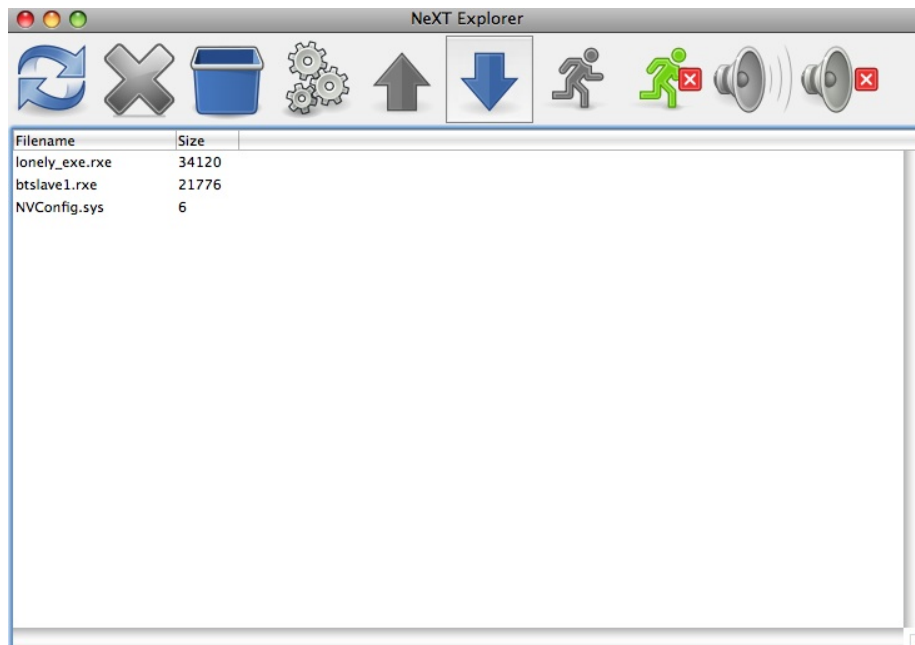 NeXT Explorer
Filename Size
lonely_exe.rxe 34120
btslave1.rxe 21776
NVConfig.sys 6